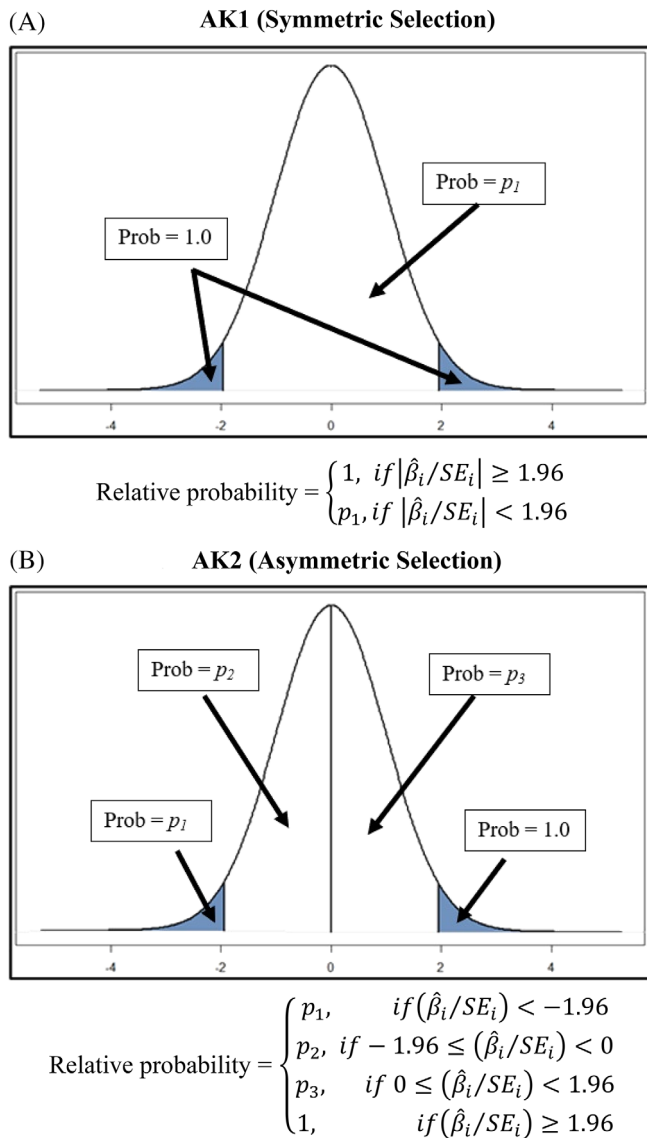 (A) AK1 (Symmetric Selection)
Prob = p₁
Prob = 1.0
-4 -2 0 2 4
Relative probability = { 1, if |β̂ᵢ/SEᵢ| ≥ 1.96
p₁, if |β̂ᵢ/SEᵢ| < 1.96
(B) AK2 (Asymmetric Selection)
Prob = p₂
Prob = p₃
Prob = p₁
Prob = 1.0
-4 -2 0 2 4
Relative probability = { p₁, if (β̂ᵢ/SEᵢ) < −1.96
p₂, if − 1.96 ≤ (β̂ᵢ/SEᵢ) < 0
p₃, if 0 ≤ (β̂ᵢ/SEᵢ) < 1.96
1, if (β̂ᵢ/SEᵢ) ≥ 1.96